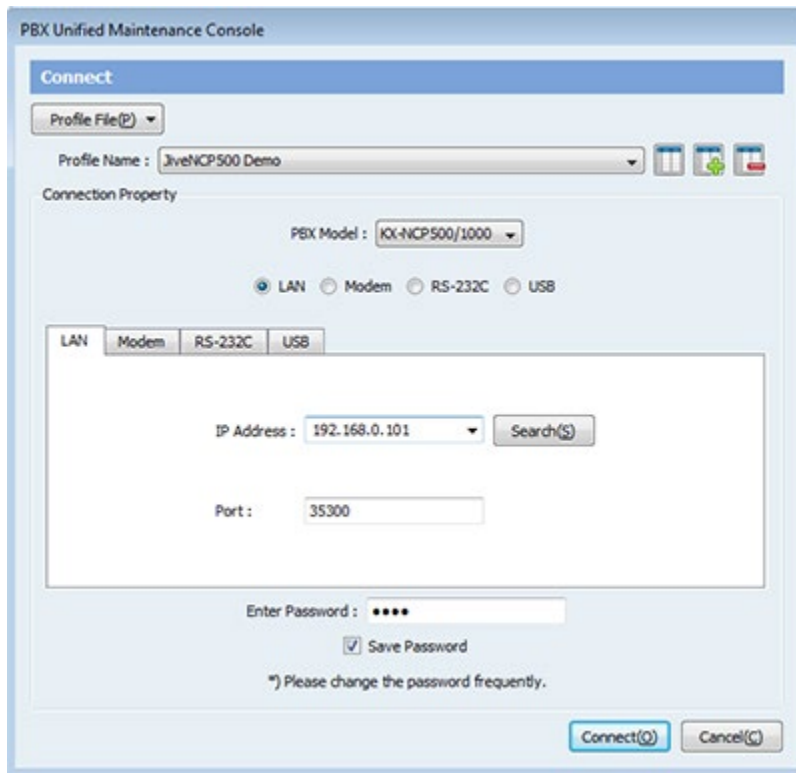 PBX Unified Maintenance Console
Connect
Profile File(P)
Profile Name : JiveNCP500 Demo
Connection Property
PBX Model : KX-NCP500/1000
LAN Modem RS-232C USB
LAN Modem RS-232C USB
IP Address : 192.168.0.101 Search(S)
Port : 35300
Enter Password : ••••
Save Password
*) Please change the password frequently.
Connect(O) Cancel(C)